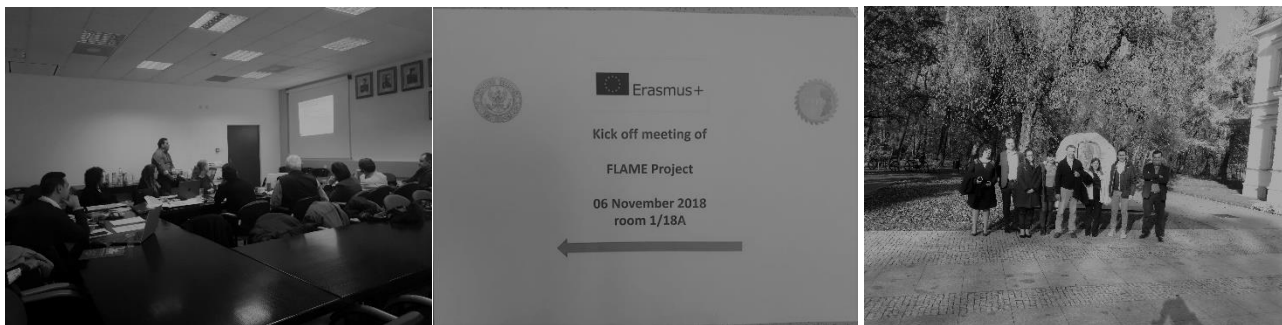 Erasmus+
Kick off meeting of
FLAME Project
06 November 2018
room 1/18A